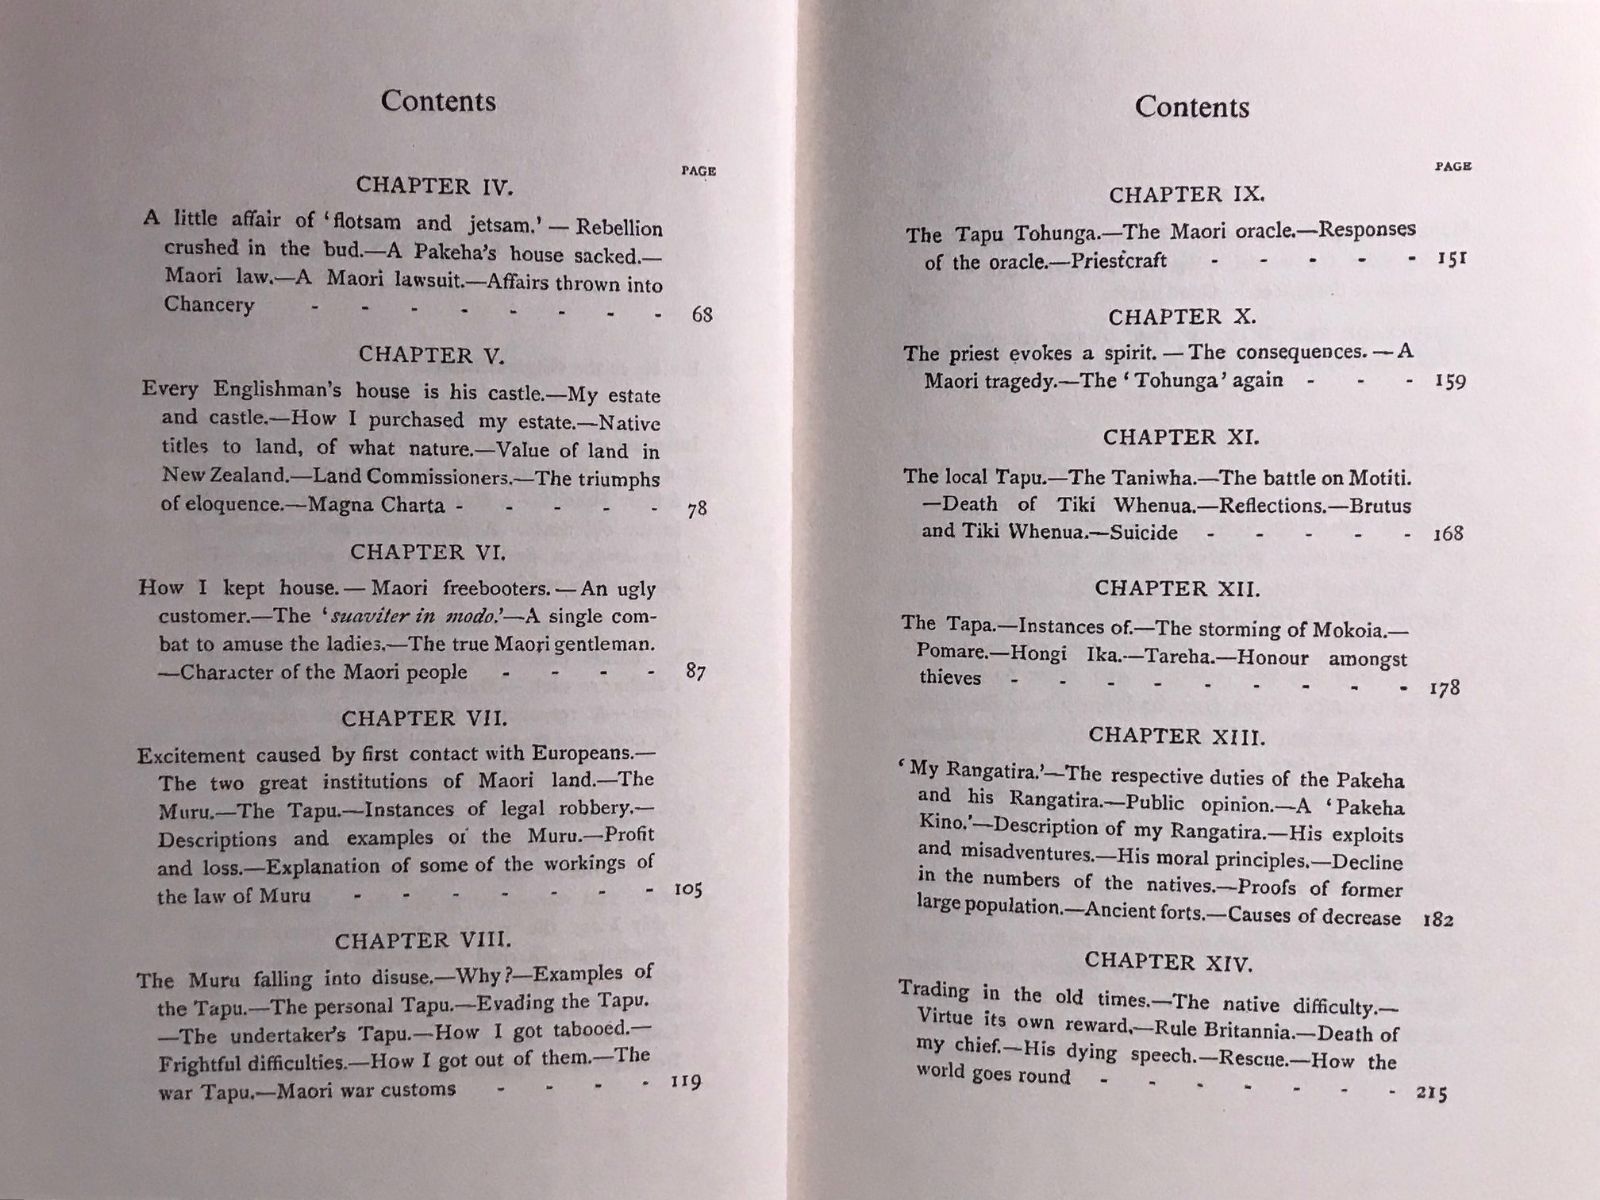 Contents
PAGE
CHAPTER IV.
A little affair of ‘flotsam and jetsam.’ — Rebellion
crushed in the bud.—A Pakeha’s house sacked.—
Maori law.—A Maori lawsuit.—Affairs thrown into
Chancery - - - - - - - - 68
CHAPTER V.
Every Englishman’s house is his castle.—My estate
and castle.—How I purchased my estate.—Native
titles to land, of what nature.—Value of land in
New Zealand.—Land Commissioners.—The triumphs
of eloquence.—Magna Charta - - - - - 78
CHAPTER VI.
How I kept house. — Maori freebooters. — An ugly
customer.—The ‘suaviter in modo.’—A single com-
bat to amuse the ladies.—The true Maori gentleman.
—Character of the Maori people - - - - 87
CHAPTER VII.
Excitement caused by first contact with Europeans.—
The two great institutions of Maori land.—The
Muru.—The Tapu.—Instances of legal robbery.—
Descriptions and examples of the Muru.—Profit
and loss.—Explanation of some of the workings of
the law of Muru - - - - - - - 105
CHAPTER VIII.
The Muru falling into disuse.—Why?—Examples of
the Tapu.—The personal Tapu.—Evading the Tapu.
—The undertaker’s Tapu.—How I got tabooed.—
Frightful difficulties.—How I got out of them.—The
war Tapu.—Maori war customs - - - - 119
Contents
PAGE
CHAPTER IX.
The Tapu Tohunga.—The Maori oracle.—Responses
of the oracle.—Priestcraft - - - - - 151
CHAPTER X.
The priest evokes a spirit. — The consequences. — A
Maori tragedy.—The ‘Tohunga’ again - - - 159
CHAPTER XI.
The local Tapu.—The Taniwha.—The battle on Motiti.
—Death of Tiki Whenua.—Reflections.—Brutus
and Tiki Whenua.—Suicide - - - - - 168
CHAPTER XII.
The Tapa.—Instances of.—The storming of Mokoia.—
Pomare.—Hongi Ika.—Tareha.—Honour amongst
thieves - - - - - - - - - 178
CHAPTER XIII.
‘My Rangatira.’—The respective duties of the Pakeha
and his Rangatira.—Public opinion.—A ‘Pakeha
Kino.’—Description of my Rangatira.—His exploits
and misadventures.—His moral principles.—Decline
in the numbers of the natives.—Proofs of former
large population.—Ancient forts.—Causes of decrease 182
CHAPTER XIV.
Trading in the old times.—The native difficulty.—
Virtue its own reward.—Rule Britannia.—Death of
my chief.—His dying speech.—Rescue.—How the
world goes round - - - - - - - 215